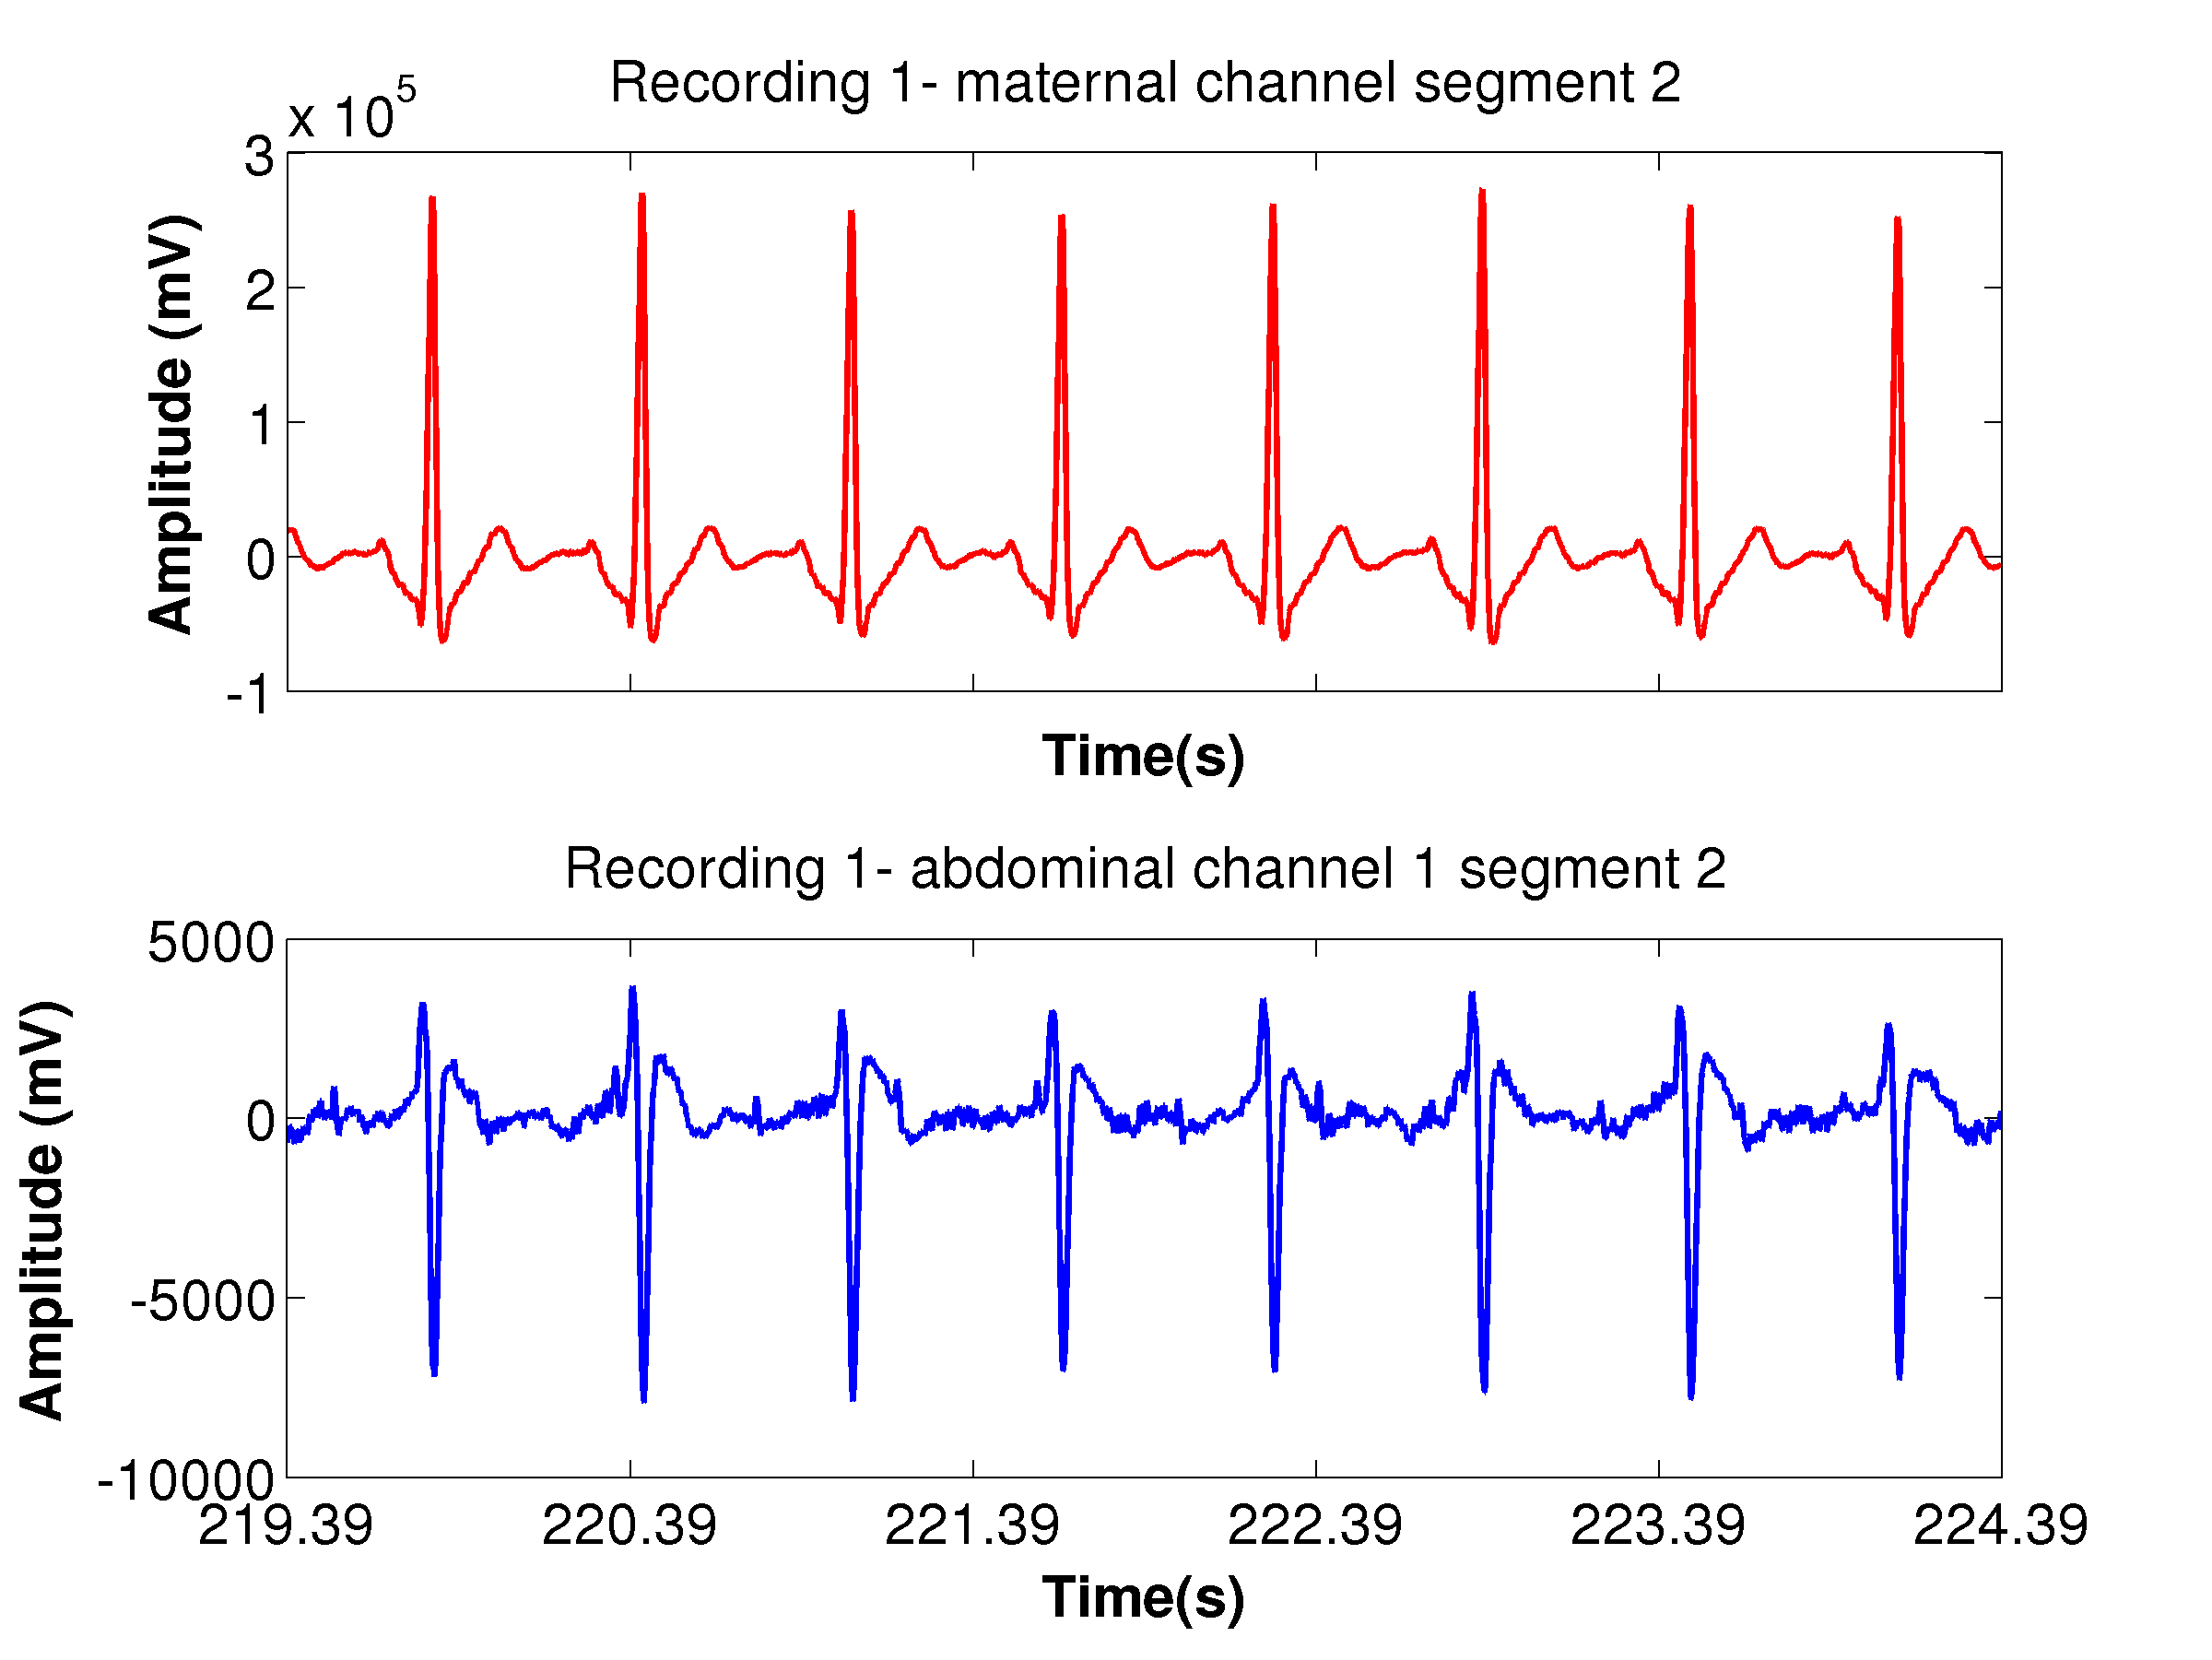 Recording 1- maternal channel segment 2
x 10^5
3
2
1
0
-1
Amplitude (mV)
Time(s)
Recording 1- abdominal channel 1 segment 2
5000
0
-5000
-10000
Amplitude (mV)
219.39 220.39 221.39 222.39 223.39 224.39
Time(s)